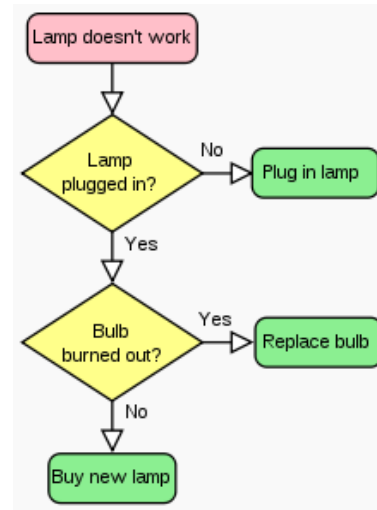 Lamp doesn't work
Lamp
plugged in?
No
Plug in lamp
Yes
Bulb
burned out?
Yes
Replace bulb
No
Buy new lamp